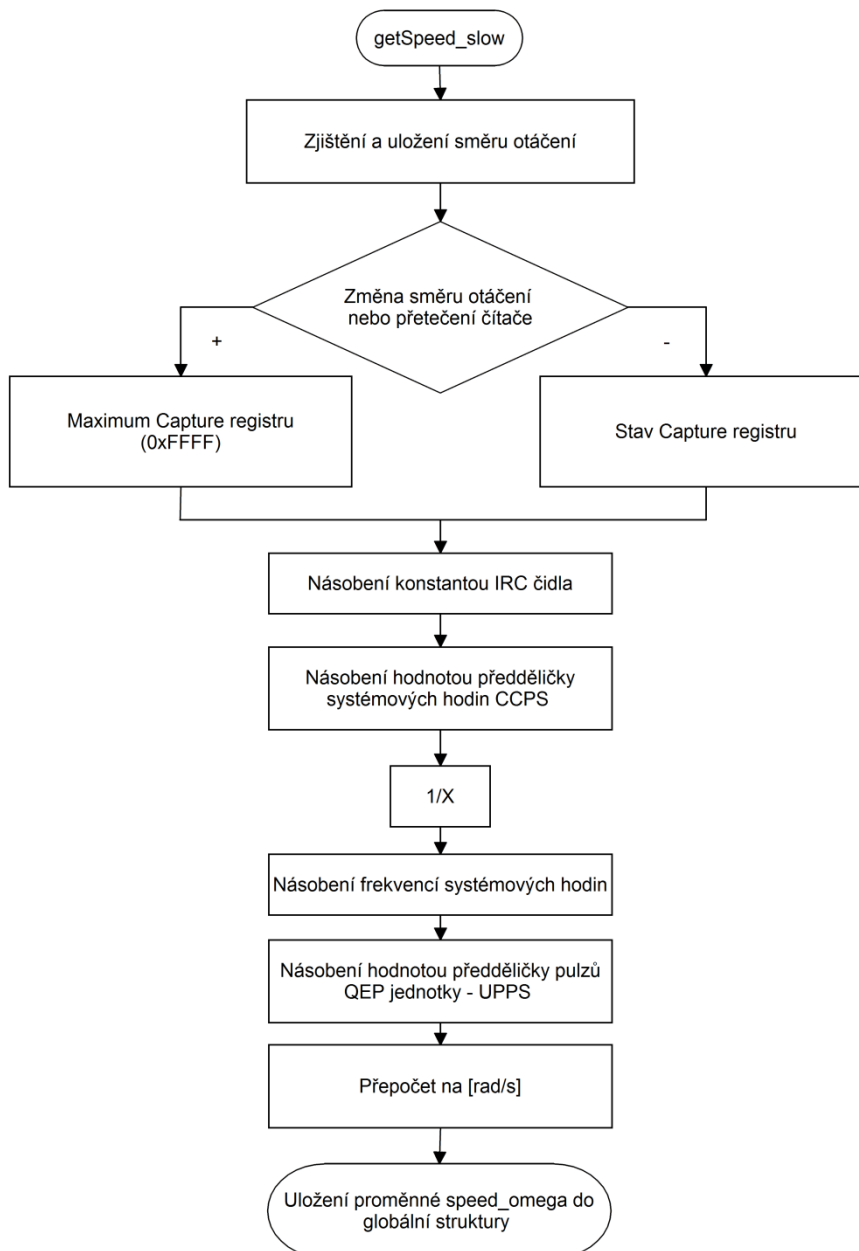 getSpeed_slow
Zjištění a uložení směru otáčení
Změna směru otáčení
nebo přetečení čítače
+
-
Maximum Capture registru
(0xFFFF)
Stav Capture registru
Násobení konstantou IRC čidla
Násobení hodnotou předděličky
systémových hodin CCPS
1/X
Násobení frekvencí systémových hodin
Násobení hodnotou předděličky pulzů
QEP jednotky - UPPS
Přepočet na [rad/s]
Uložení proměnné speed_omega do
globální struktury